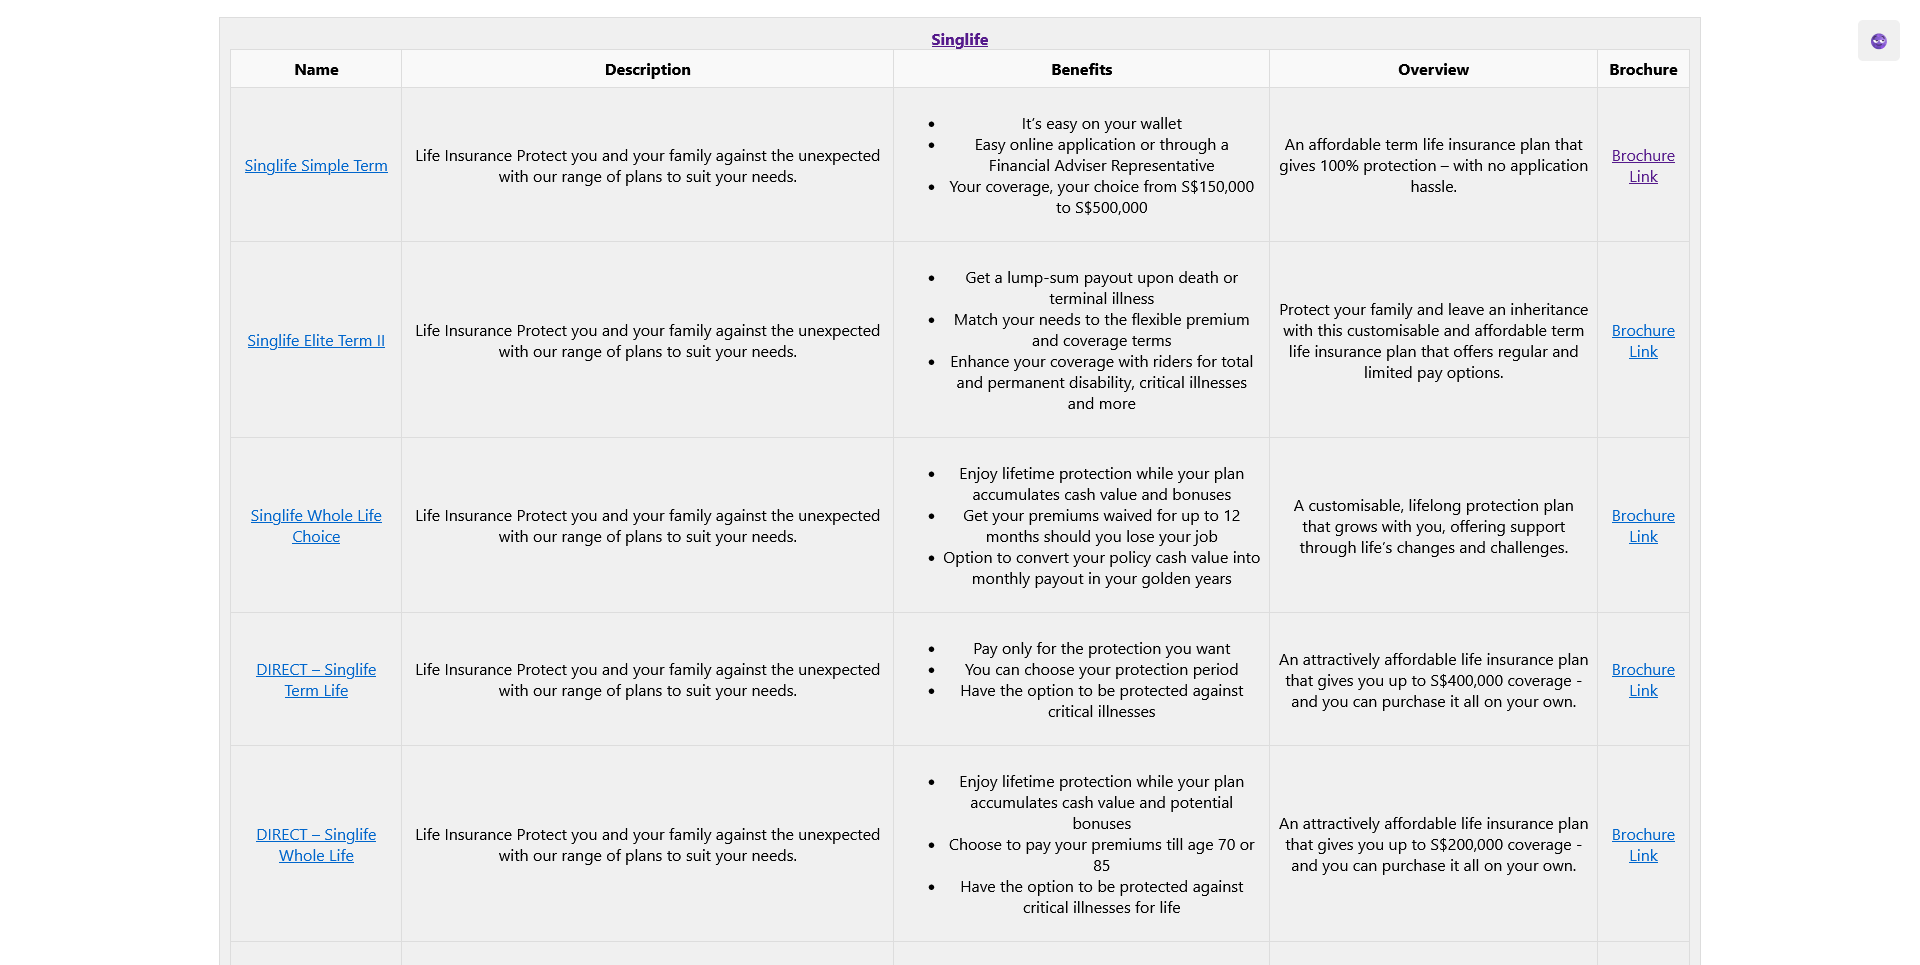 Singlife
Name
Description
Benefits
Overview
Brochure
Singlife Simple Term
Life Insurance Protect you and your family against the unexpected
with our range of plans to suit your needs.
• It’s easy on your wallet
• Easy online application or through a
Financial Adviser Representative
• Your coverage, your choice from S$150,000
to S$500,000
An affordable term life insurance plan that
gives 100% protection – with no application
hassle.
Brochure
Link
Singlife Elite Term II
Life Insurance Protect you and your family against the unexpected
with our range of plans to suit your needs.
• Get a lump-sum payout upon death or
terminal illness
• Match your needs to the flexible premium
and coverage terms
• Enhance your coverage with riders for total
and permanent disability, critical illnesses
and more
Protect your family and leave an inheritance
with this customisable and affordable term
life insurance plan that offers regular and
limited pay options.
Brochure
Link
Singlife Whole Life
Choice
Life Insurance Protect you and your family against the unexpected
with our range of plans to suit your needs.
• Enjoy lifetime protection while your plan
accumulates cash value and bonuses
• Get your premiums waived for up to 12
months should you lose your job
• Option to convert your policy cash value into
monthly payout in your golden years
A customisable, lifelong protection plan
that grows with you, offering support
through life’s changes and challenges.
Brochure
Link
DIRECT – Singlife
Term Life
Life Insurance Protect you and your family against the unexpected
with our range of plans to suit your needs.
• Pay only for the protection you want
• You can choose your protection period
• Have the option to be protected against
critical illnesses
An attractively affordable life insurance plan
that gives you up to S$400,000 coverage -
and you can purchase it all on your own.
Brochure
Link
DIRECT – Singlife
Whole Life
Life Insurance Protect you and your family against the unexpected
with our range of plans to suit your needs.
• Enjoy lifetime protection while your plan
accumulates cash value and potential
bonuses
• Choose to pay your premiums till age 70 or
85
• Have the option to be protected against
critical illnesses for life
An attractively affordable life insurance plan
that gives you up to S$200,000 coverage -
and you can purchase it all on your own.
Brochure
Link